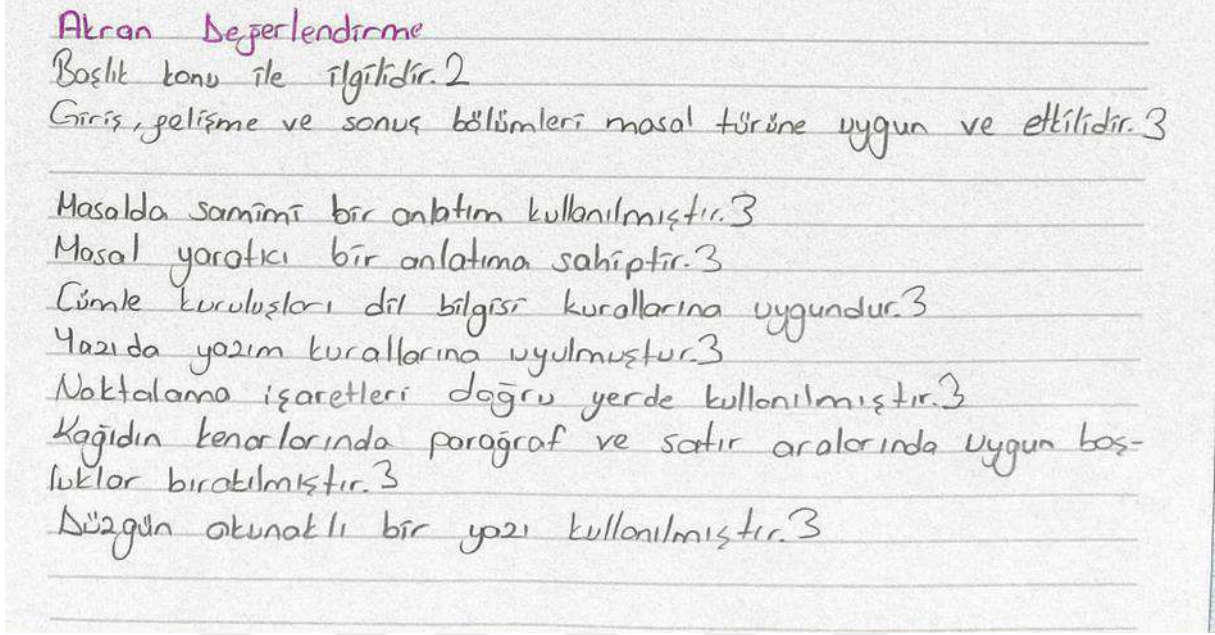 Akran Değerlendirme
Başlık konu ile ilgilidir. 2
Giriş, gelişme ve sonuç bölümleri masal türüne uygun ve etkilidir. 3
Masalda samimi bir anlatım kullanılmıştır. 3
Masal yaratıcı bir anlatıma sahiptir. 3
Cümle kuruluşları dil bilgisi kurallarına uygundur. 3
Yazıda yazım kurallarına uyulmuştur. 3
Noktalama işaretleri doğru yerde kullanılmıştır. 3
Kağıdın kenarlarında parağraf ve satır aralarında uygun boş-
luklar bırakılmıştır. 3
Düzgün okunaklı bir yazı kullanılmıştır. 3